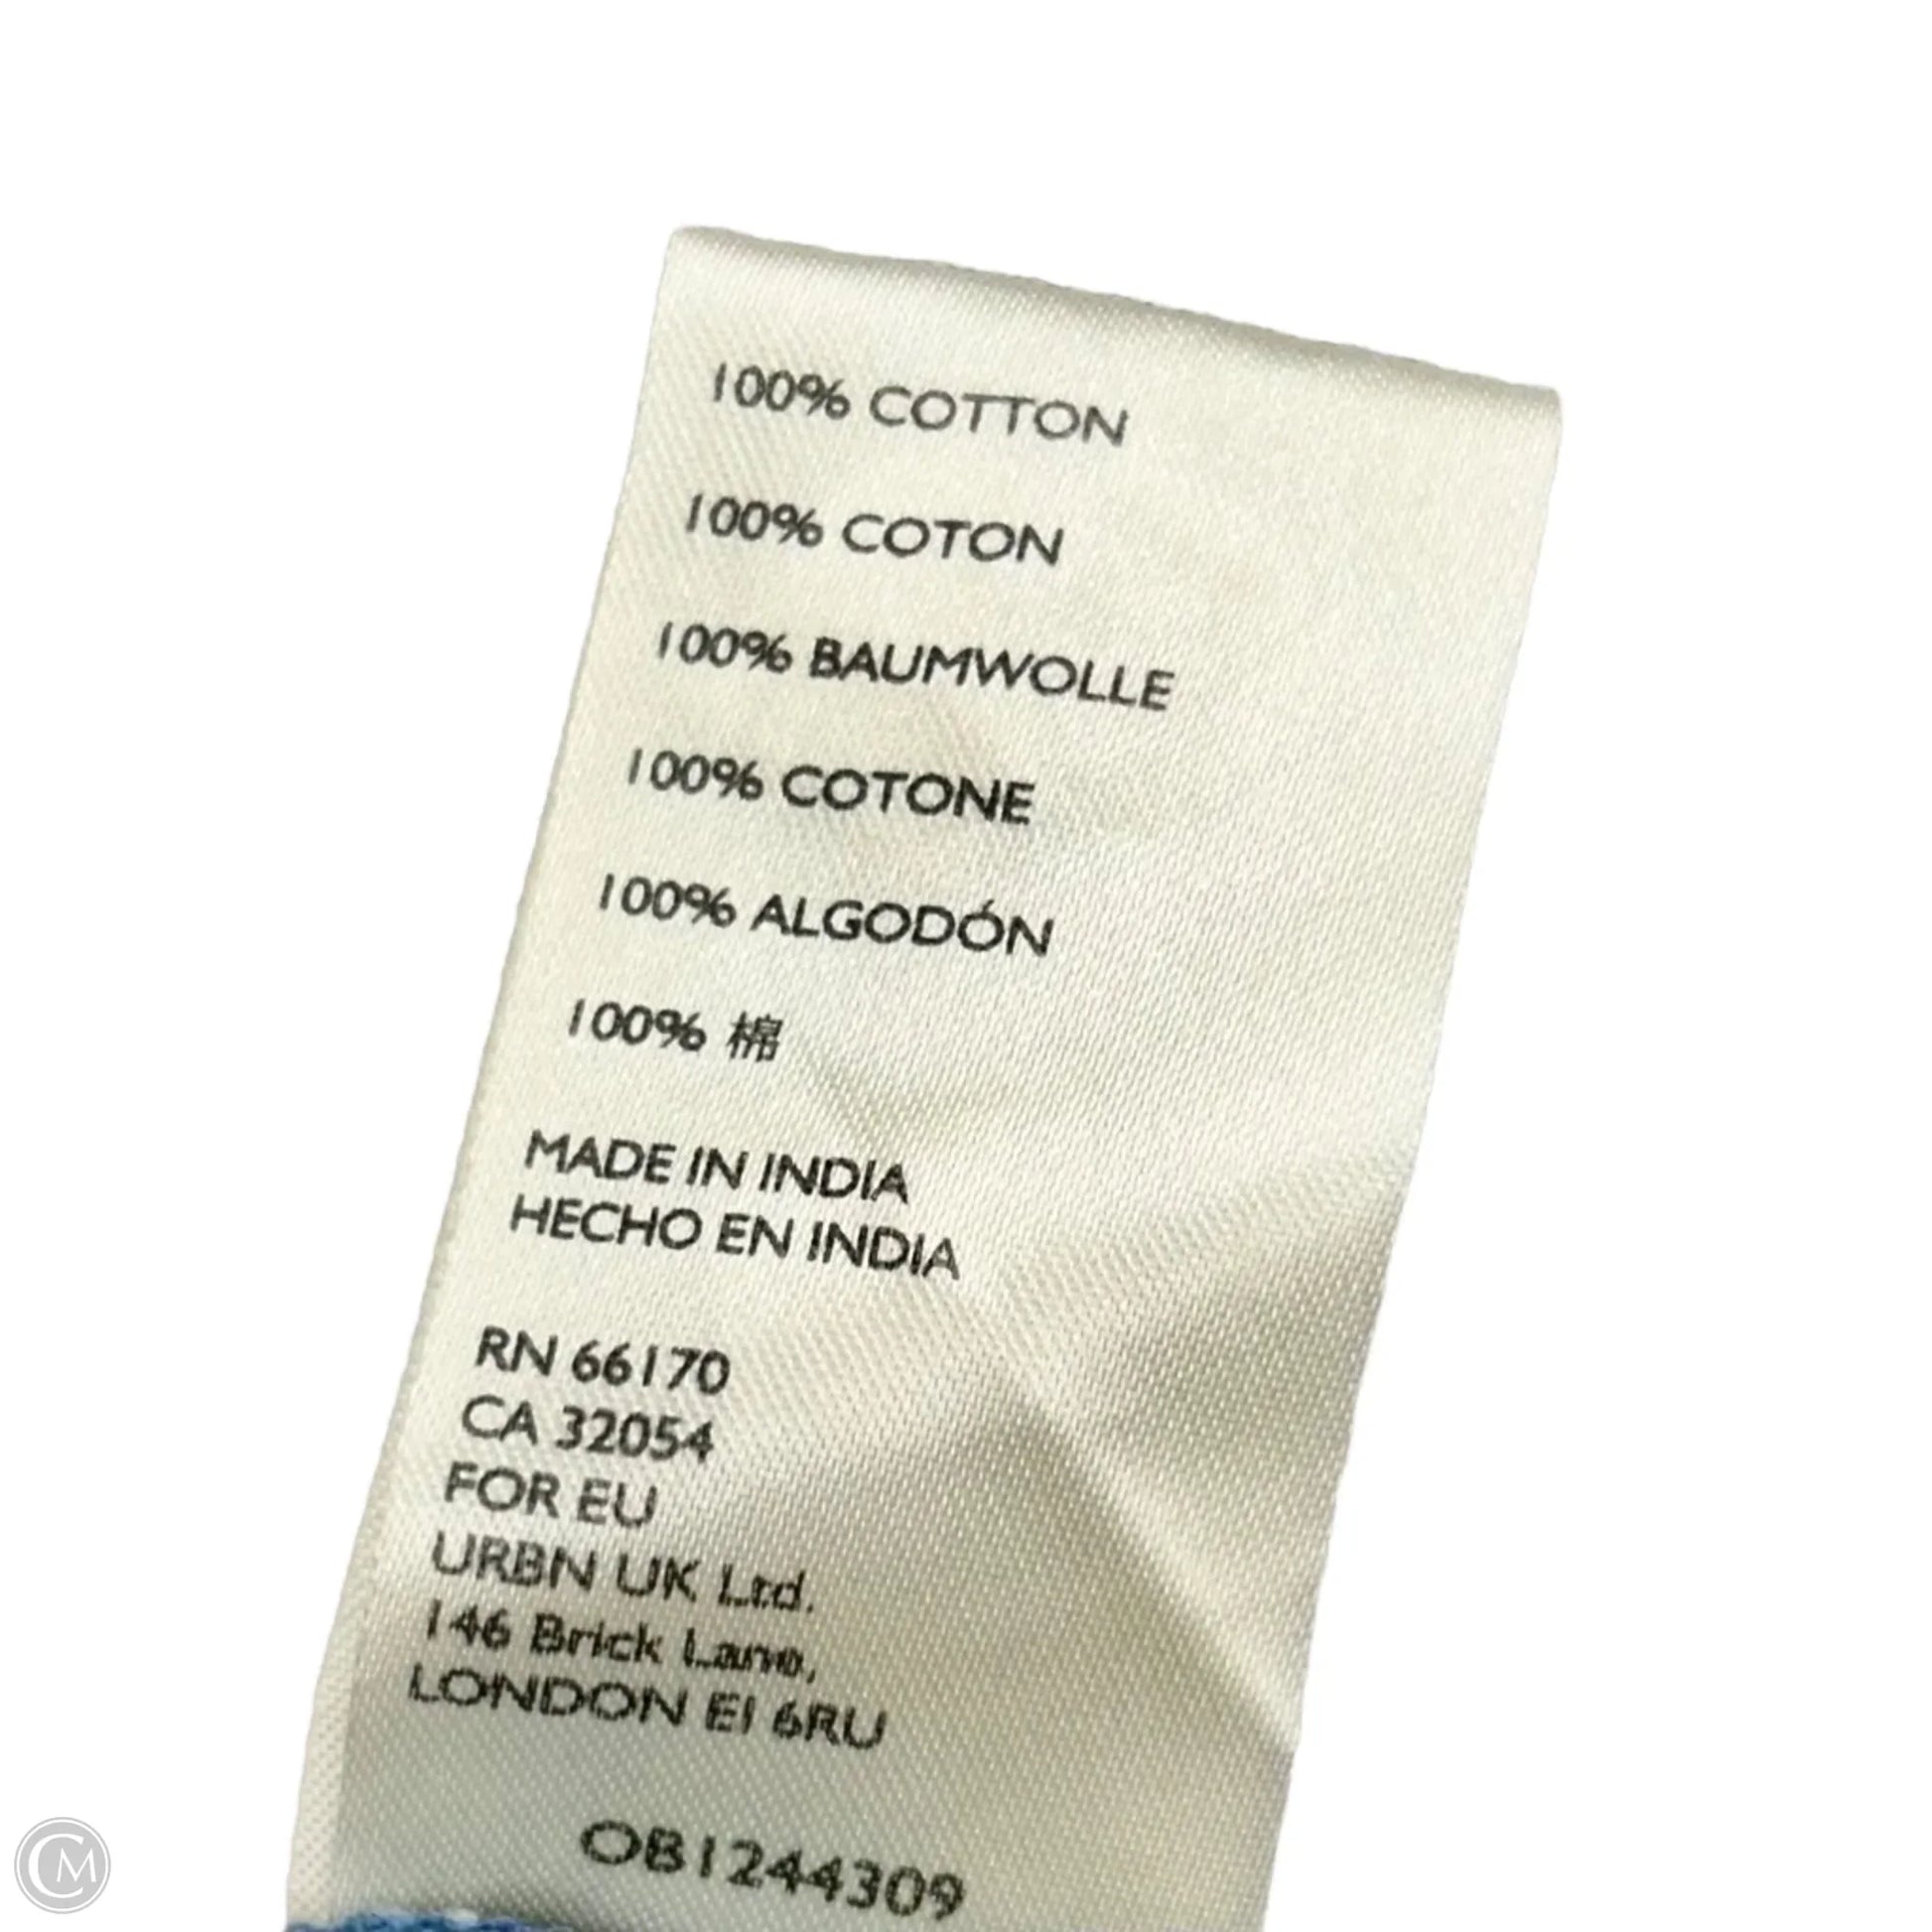 100% COTTON
100% COTON
100% BAUMWOLLE
100% COTONE
100% ALGODÓN
100% 棉
MADE IN INDIA
HECHO EN INDIA
RN 66170
CA 32054
FOR EU
URBN UK Ltd.
146 Brick Lane,
LONDON E1 6RU
OB1244309
CM